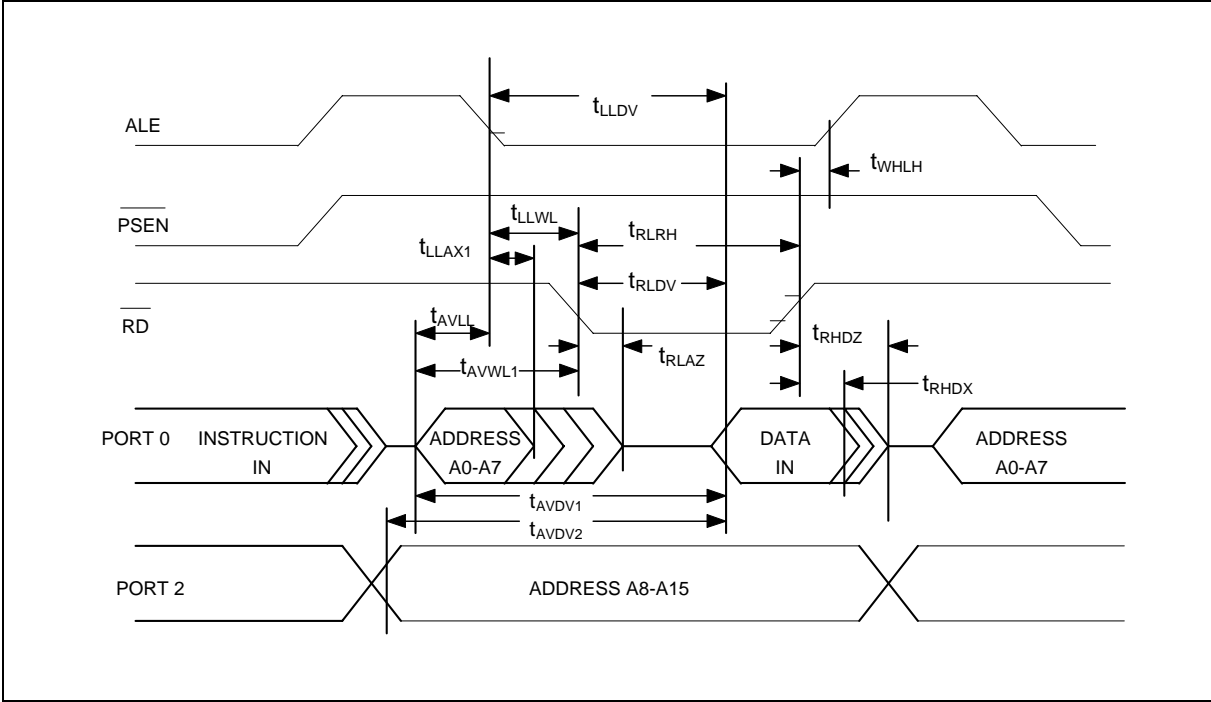 tLLDV
ALE
tWHLH
PSEN
tLLWL
tRLRH
tLLAX1
tRLDV
RD
tAVLL
tRHDZ
tRLAZ
tAVWL1
tRHDX
PORT 0
INSTRUCTION
IN
ADDRESS
A0-A7
DATA
IN
ADDRESS
A0-A7
tAVDV1
tAVDV2
PORT 2
ADDRESS A8-A15